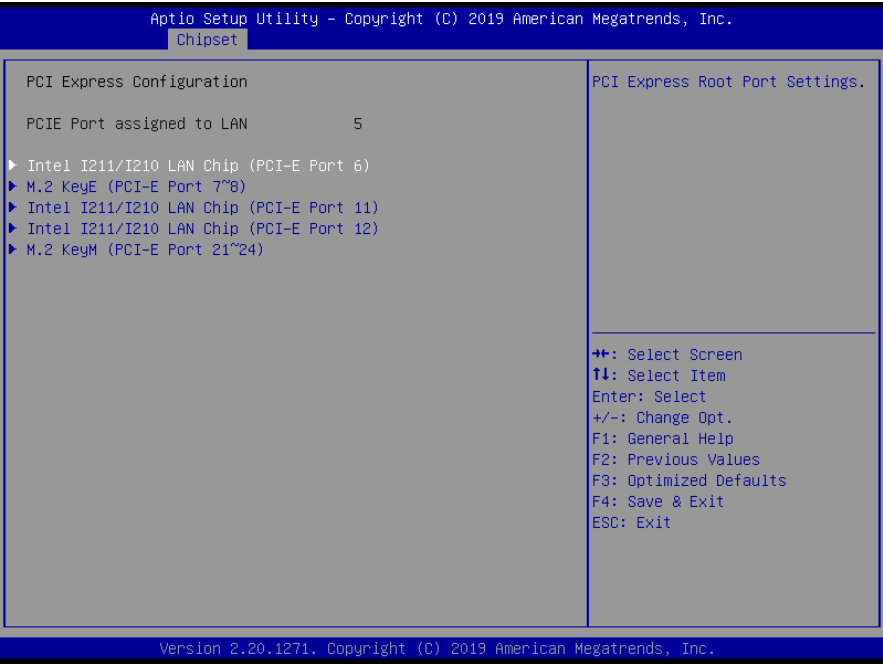 Aptio Setup Utility – Copyright (C) 2019 American Megatrends, Inc.
Chipset
PCI Express Configuration
PCIE Port assigned to LAN 5
▶ Intel I211/I210 LAN Chip (PCI-E Port 6)
▶ M.2 KeyE (PCI-E Port 7~8)
▶ Intel I211/I210 LAN Chip (PCI-E Port 11)
▶ Intel I211/I210 LAN Chip (PCI-E Port 12)
▶ M.2 KeyM (PCI-E Port 21~24)
PCI Express Root Port Settings.
→←: Select Screen
↑↓: Select Item
Enter: Select
+/-: Change Opt.
F1: General Help
F2: Previous Values
F3: Optimized Defaults
F4: Save & Exit
ESC: Exit
Version 2.20.1271. Copyright (C) 2019 American Megatrends, Inc.